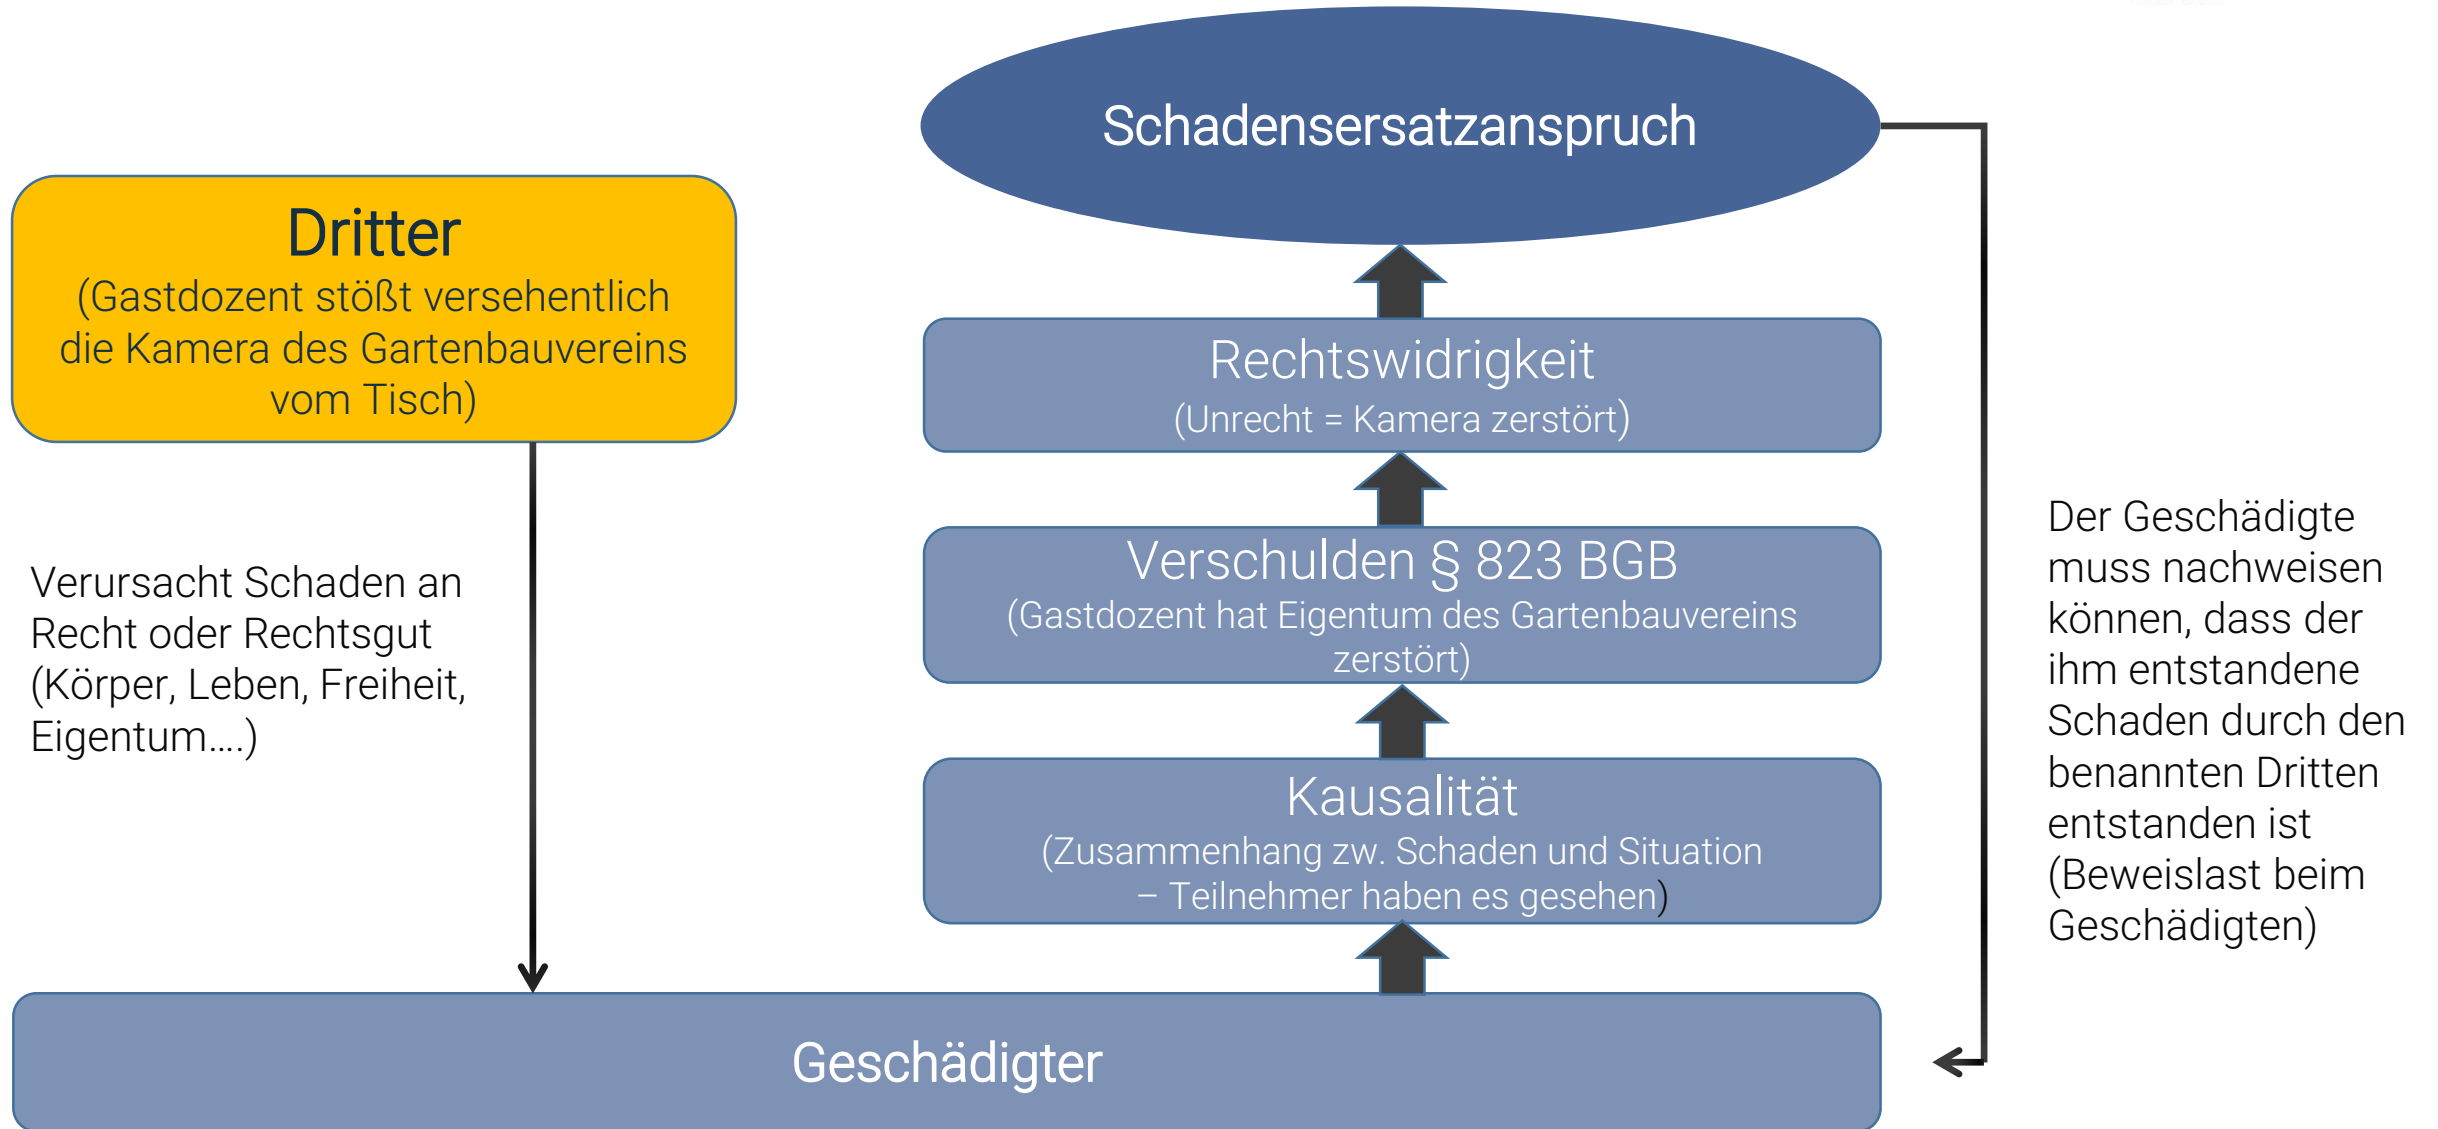 Schadensersatzanspruch
Dritter
(Gastdozent stößt versehentlich
die Kamera des Gartenbauvereins
vom Tisch)
Rechtswidrigkeit
(Unrecht = Kamera zerstört)
Verschulden § 823 BGB
(Gastdozent hat Eigentum des Gartenbauvereins
zerstört)
Kausalität
(Zusammenhang zw. Schaden und Situation
– Teilnehmer haben es gesehen)
Verursacht Schaden an
Recht oder Rechtsgut
(Körper, Leben, Freiheit,
Eigentum....)
Der Geschädigte
muss nachweisen
können, dass der
ihm entstandene
Schaden durch den
benannten Dritten
entstanden ist
(Beweislast beim
Geschädigten)
Geschädigter